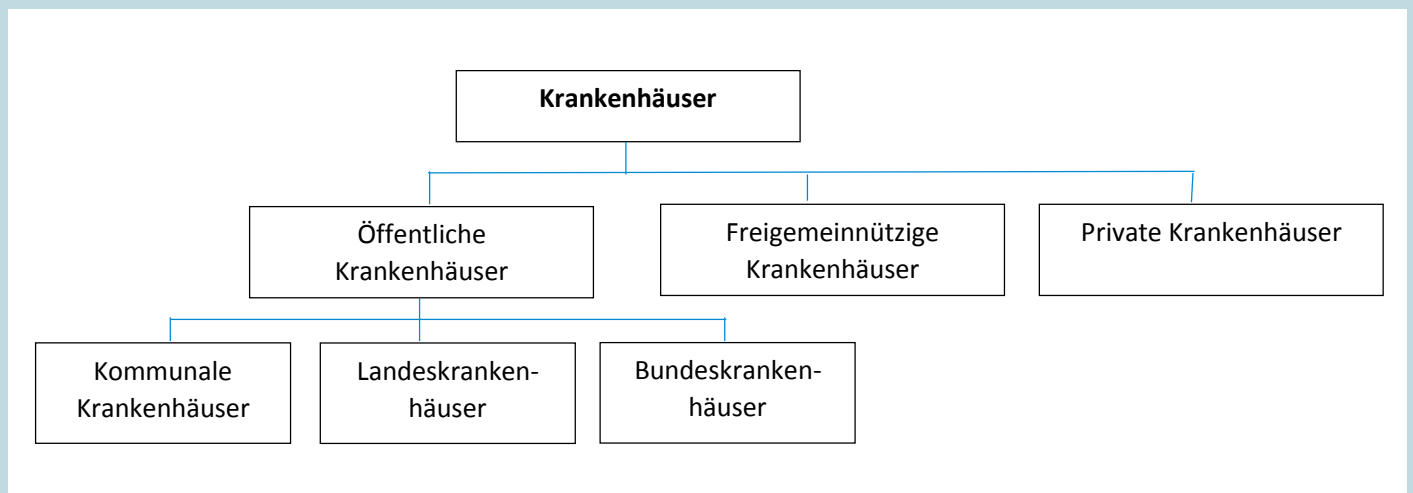 Krankenhäuser
Öffentliche
Krankenhäuser
Freigemeinnützige
Krankenhäuser
Private Krankenhäuser
Kommunale
Krankenhäuser
Landeskranken-
häuser
Bundeskranken-
häuser